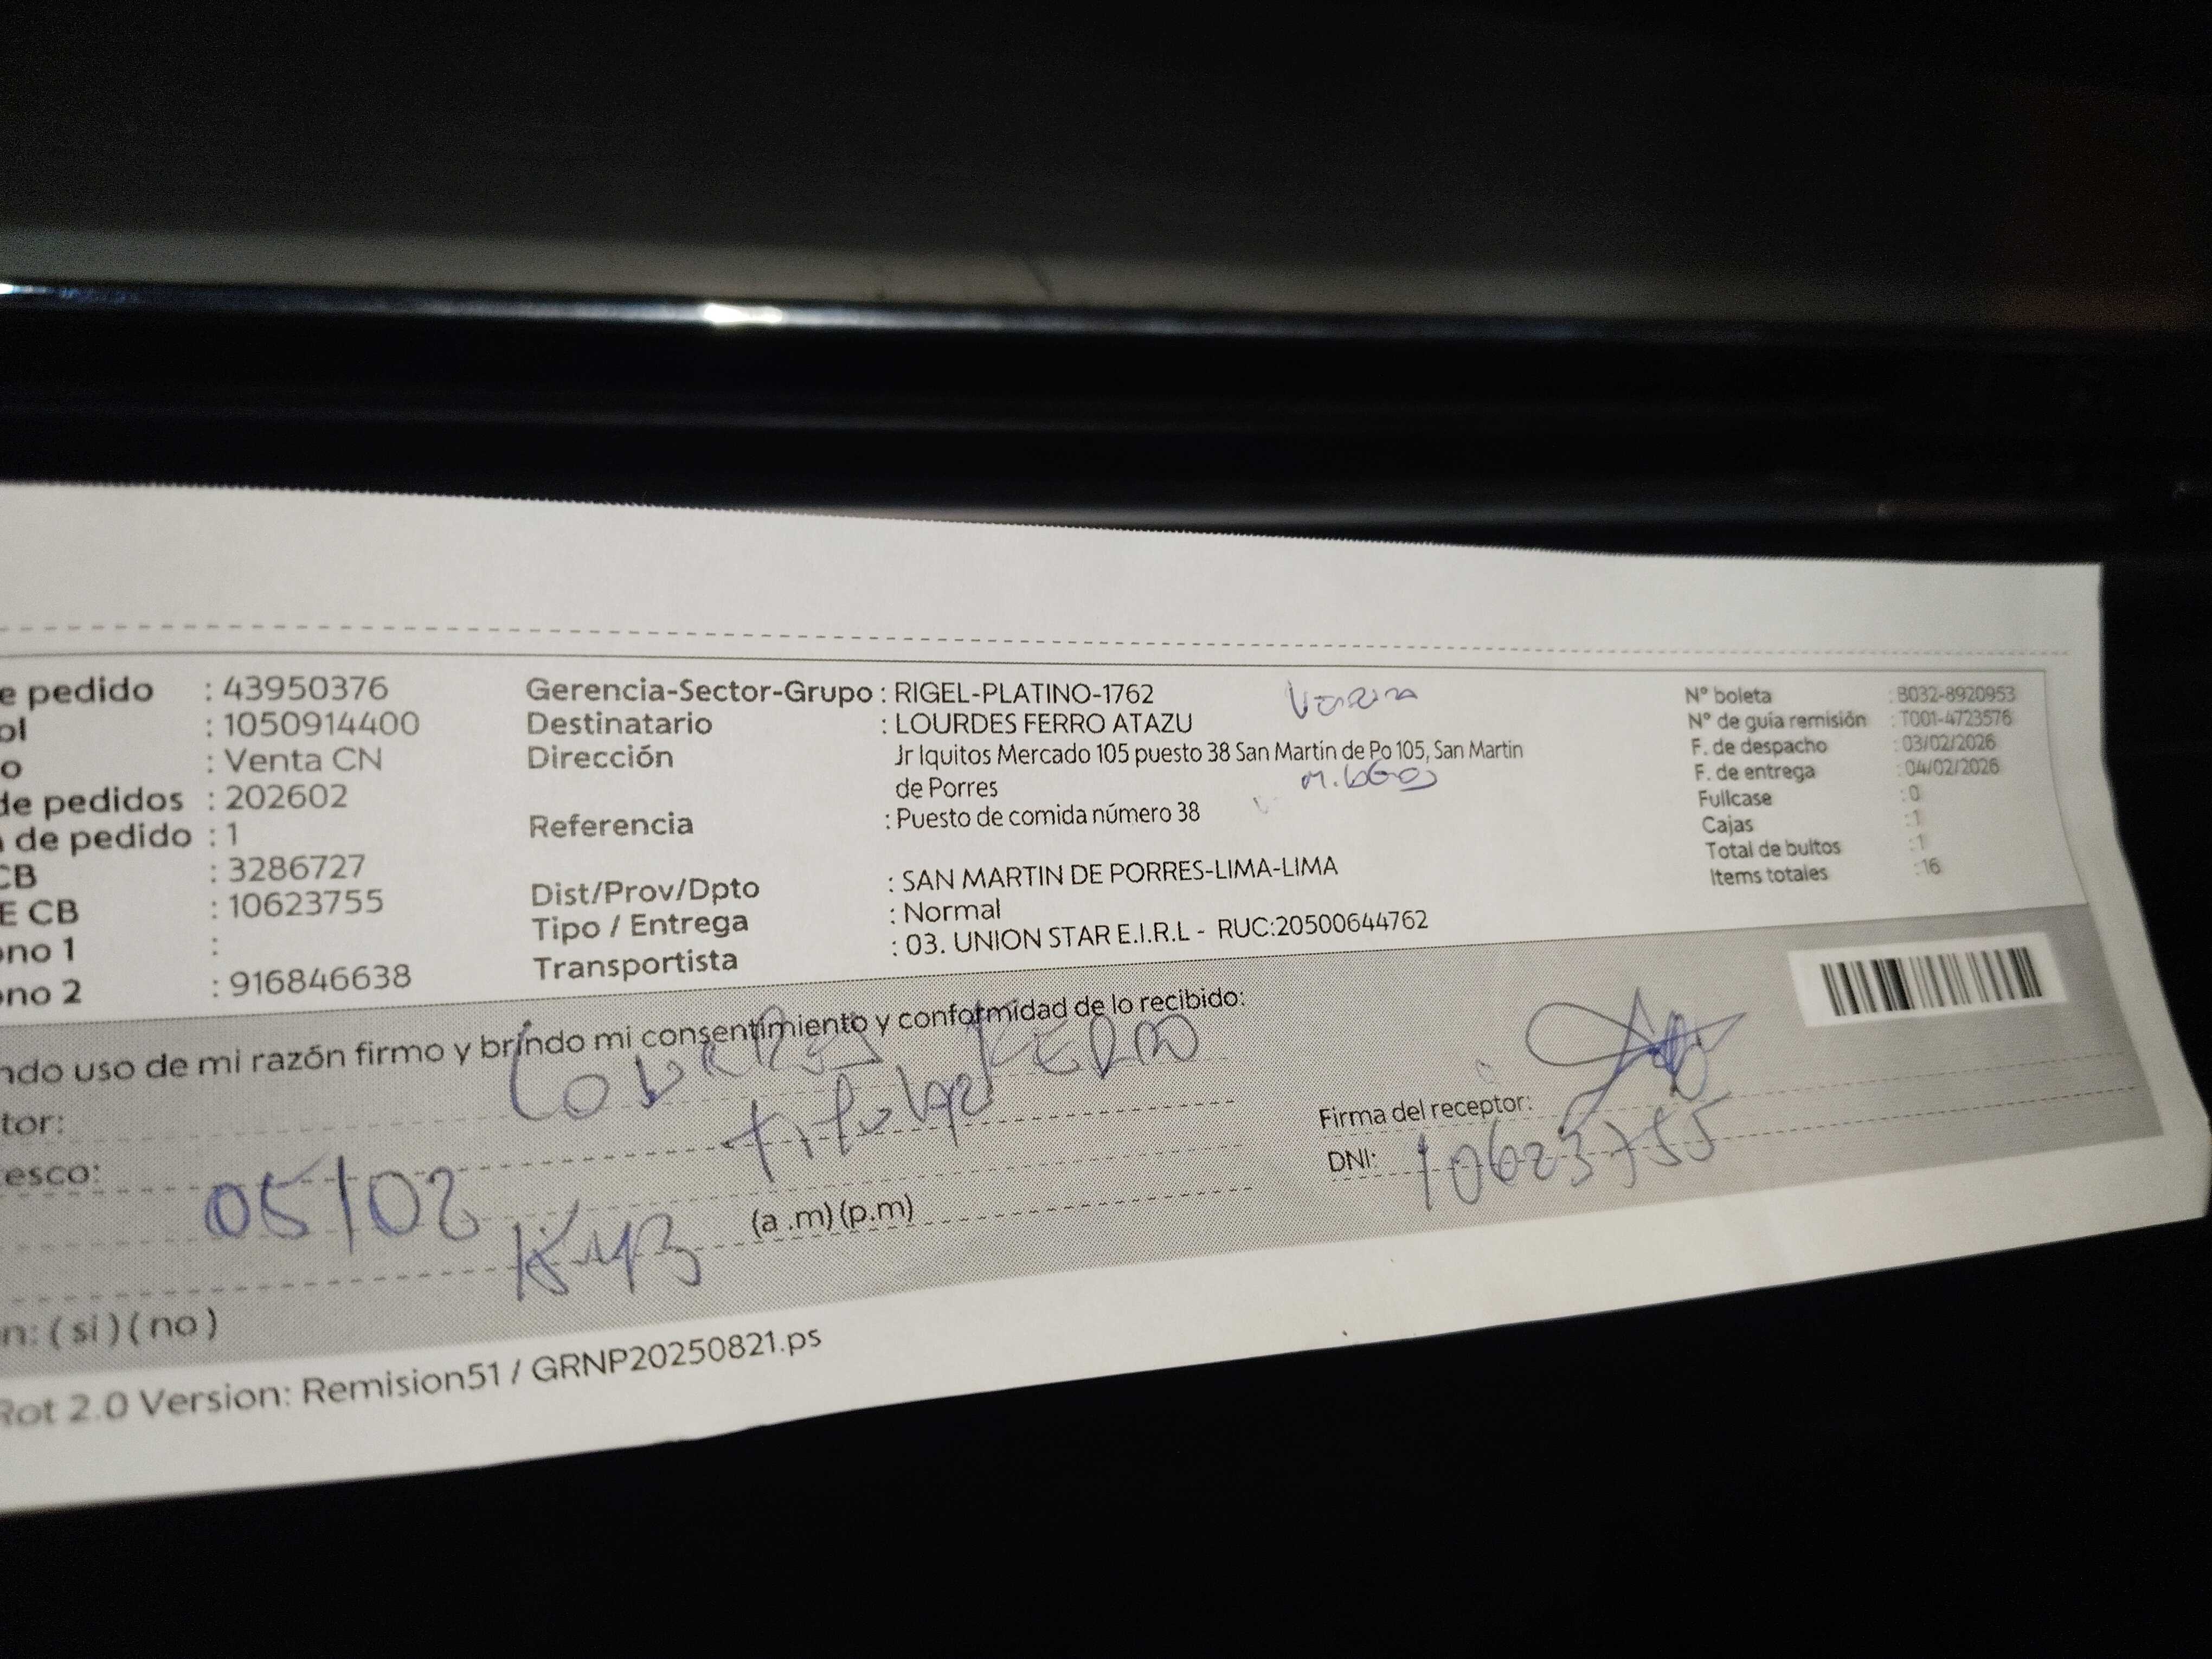 e pedido : 43950376
ol : 1050914400
o : Venta CN
de pedidos : 202602
de pedido : 1
CB : 3286727
E CB : 10623755
ono 1 :
ono 2 : 916846638
Gerencia-Sector-Grupo : RIGEL-PLATINO-1762
Destinatario : LOURDES FERRO ATAZU
Dirección Jr Iquitos Mercado 105 puesto 38 San Martin de Po 105, San Martin
de Porres
Referencia : Puesto de comida número 38
Dist/Prov/Dpto : SAN MARTIN DE PORRES-LIMA-LIMA
Tipo / Entrega : Normal
Transportista : 03. UNION STAR E.I.R.L - RUC:20500644762
Nº boleta : B032-8920953
Nº de guía remisión : T001-4723576
F. de despacho : 03/02/2026
F. de entrega : 04/02/2026
Fullcase : 0
Cajas : 1
Total de bultos : 1
Items totales : 16
ndo uso de mi razón firmo y brindo mi consentimiento y conformidad de lo recibido:
tor: Lourdes FERRO
esco: titular
05/02
(a .m) (p.m)
Firma del receptor:
DNI: 10623755
n: ( si ) ( no )
Rot 2.0 Version: Remision51 / GRNP20250821.ps